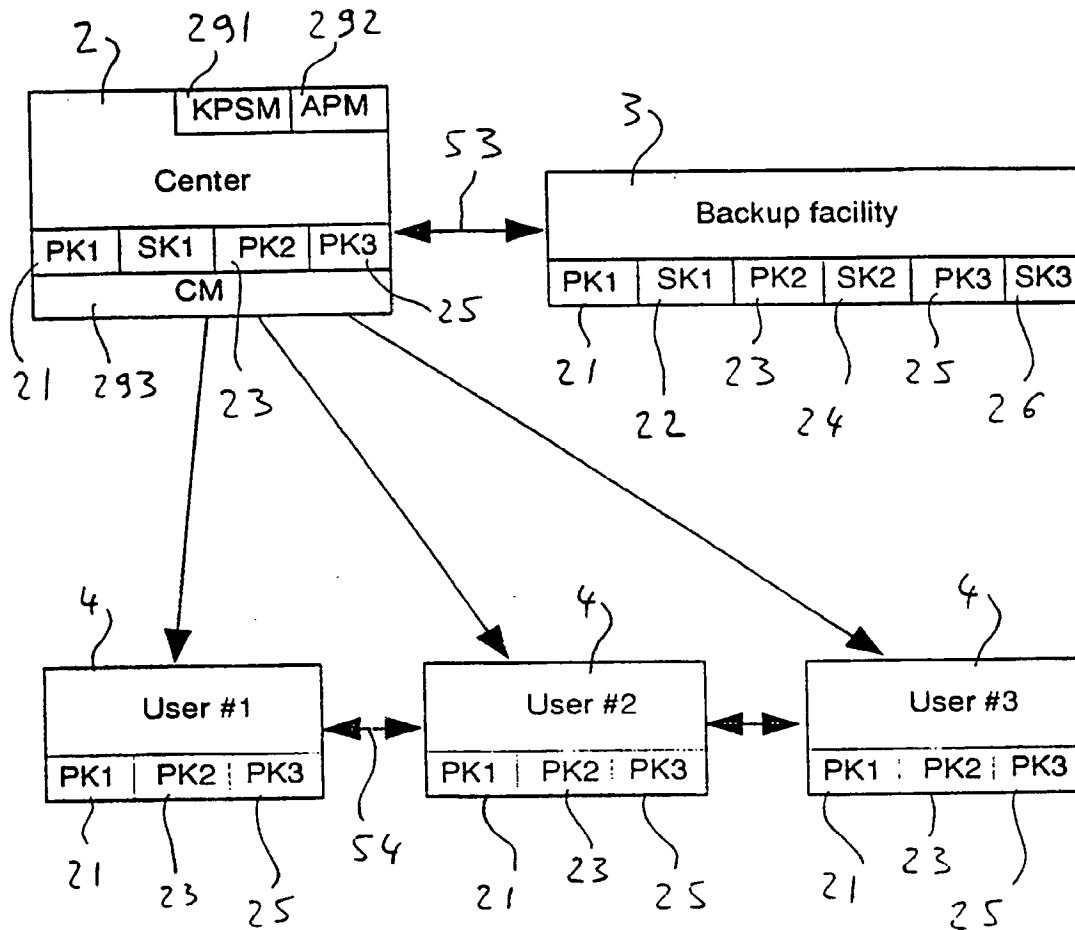 2 291 292
KPSM APM
53
3
Center
Backup facility
PK1 SK1 PK2 PK3
PK1 SK1 PK2 SK2 PK3 SK3
CM
25
21 293 23
21 22 23 24 25 26
4 4 4
User #1 User #2 User #3
PK1 PK2 PK3 PK1 PK2 PK3 PK1 PK2 PK3
21 23 25 54 21 23 25 21 23 25